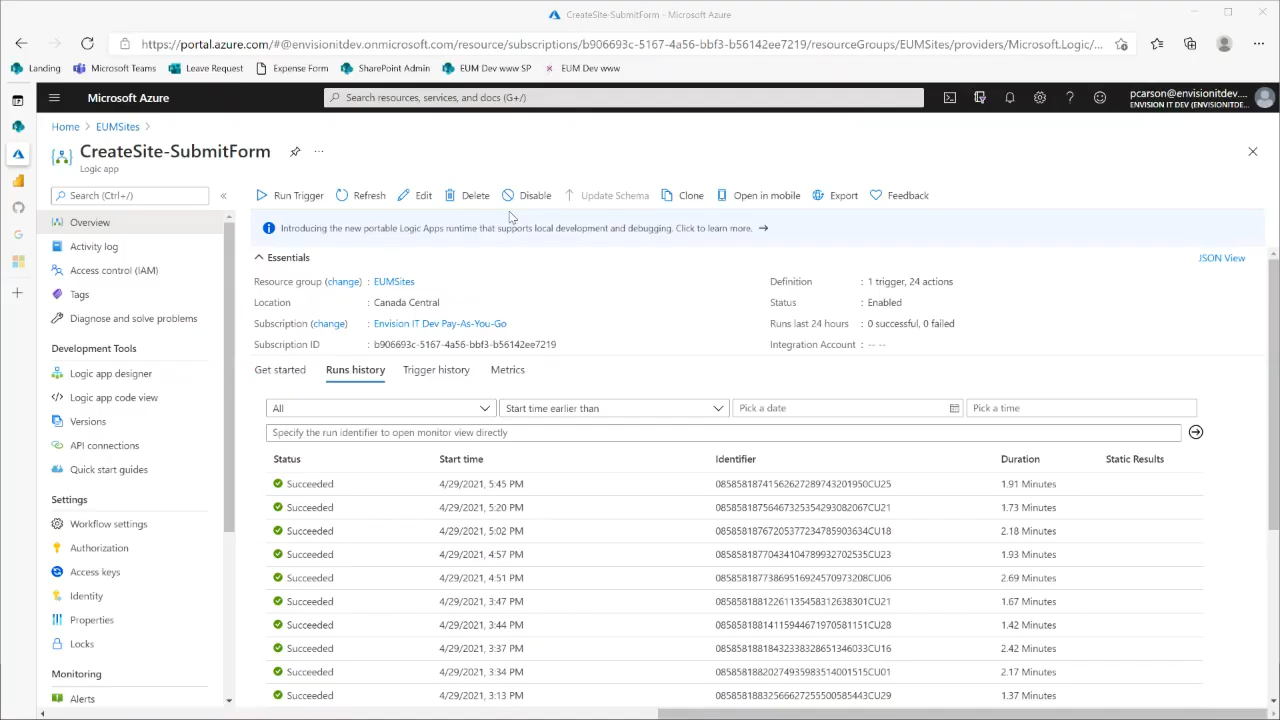 CreateSite-SubmitForm - Microsoft Azure
https://portal.azure.com/#@envisionitdev.onmicrosoft.com/resource/subscriptions/b906693c-5167-4a56-bbf3-b56142ee7219/resourceGroups/EUMSites/providers/Microsoft.Logic/...
Landing Microsoft Teams Leave Request Expense Form SharePoint Admin EUM Dev www SP EUM Dev www
Microsoft Azure Search resources, services, and docs (G+/) pcarson@envisionitdev....
ENVISION IT DEV (ENVISIONITDE...
Home > EUMSites >
CreateSite-SubmitForm
Logic app
Search (Ctrl+/) « Run Trigger Refresh Edit Delete Disable Update Schema Clone Open in mobile Export Feedback
Introducing the new portable Logic Apps runtime that supports local development and debugging. Click to learn more. →
Essentials JSON View
Resource group (change) : EUMSites Definition : 1 trigger, 24 actions
Location : Canada Central Status : Enabled
Subscription (change) : Envision IT Dev Pay-As-You-Go Runs last 24 hours : 0 successful, 0 failed
Subscription ID : b906693c-5167-4a56-bbf3-b56142ee7219 Integration Account : -- --
Overview
Activity log
Access control (IAM)
Tags
Diagnose and solve problems
Development Tools
Logic app designer
Logic app code view
Versions
API connections
Quick start guides
Settings
Workflow settings
Authorization
Access keys
Identity
Properties
Locks
Monitoring
Alerts
Get started Runs history Trigger history Metrics
All Start time earlier than Pick a date Pick a time
Specify the run identifier to open monitor view directly
Status Start time Identifier Duration Static Results
Succeeded 4/29/2021, 5:45 PM 08585818741562627289743201950CU25 1.91 Minutes
Succeeded 4/29/2021, 5:20 PM 08585818756467325354293082067CU21 1.73 Minutes
Succeeded 4/29/2021, 5:02 PM 08585818767205377234785903634CU18 2.18 Minutes
Succeeded 4/29/2021, 4:57 PM 08585818770434104789932702535CU23 1.93 Minutes
Succeeded 4/29/2021, 4:51 PM 08585818773869516924570973208CU06 2.69 Minutes
Succeeded 4/29/2021, 3:47 PM 08585818812261135458312638301CU21 1.67 Minutes
Succeeded 4/29/2021, 3:44 PM 08585818814115944671970581151CU28 1.42 Minutes
Succeeded 4/29/2021, 3:37 PM 08585818818432338328651346033CU16 2.42 Minutes
Succeeded 4/29/2021, 3:34 PM 08585818820274935983514001515CU01 2.17 Minutes
Succeeded 4/29/2021, 3:13 PM 08585818832566627255500585443CU29 1.37 Minutes